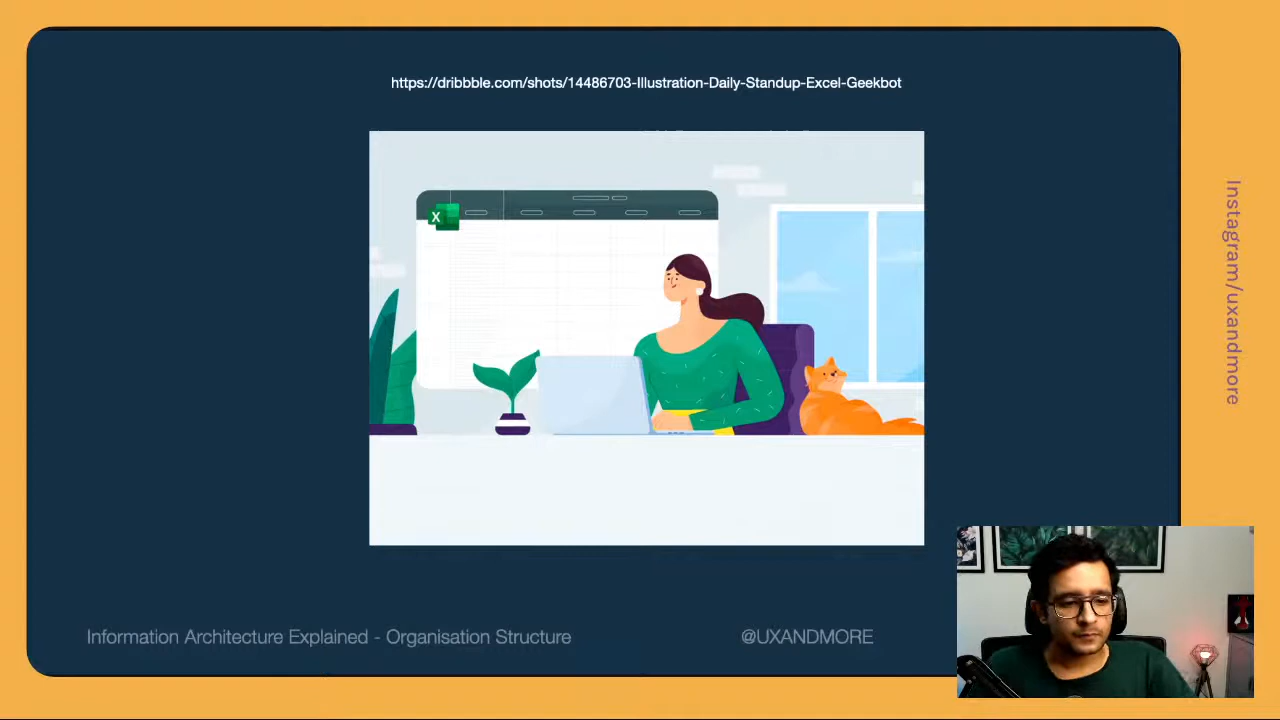 https://dribbble.com/shots/14486703-Illustration-Daily-Standup-Excel-Geekbot
X
Information Architecture Explained - Organisation Structure
@UXANDMORE
Instagram/uxandmore